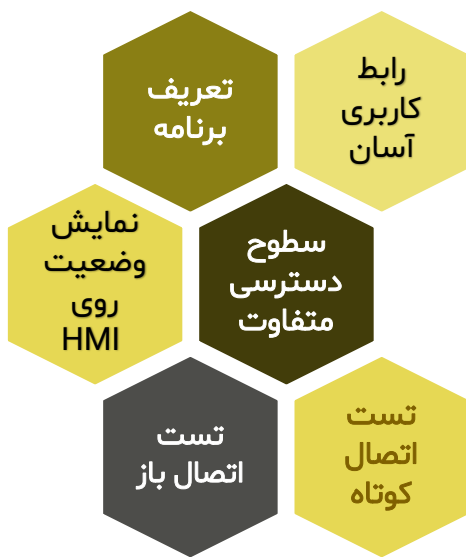 رابط
کاربری
آسان
تعریف
برنامه
سطوح
دسترسی
متفاوت
نمایش
وضعیت
روی
HMI
تست
اتصال
کوتاه
تست
اتصال باز